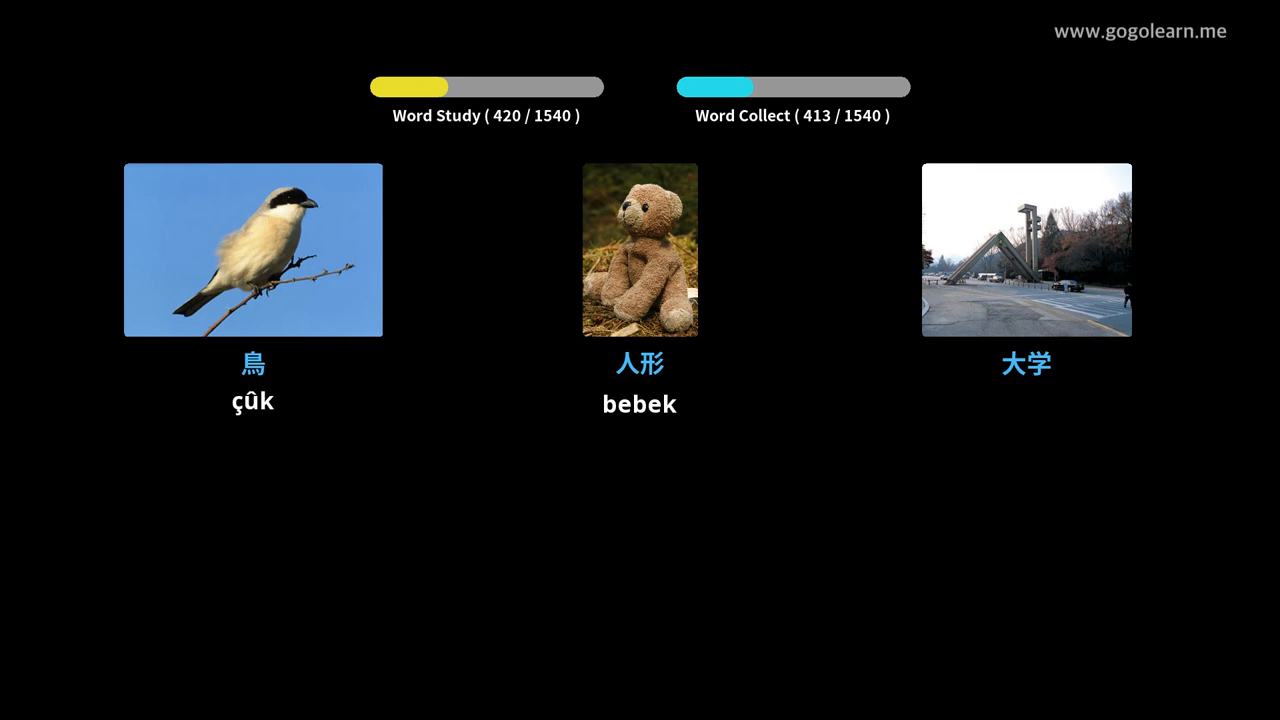 www.gogolearn.me
Word Study ( 420 / 1540 )
Word Collect ( 413 / 1540 )
鳥
人形
大学
çûk
bebek